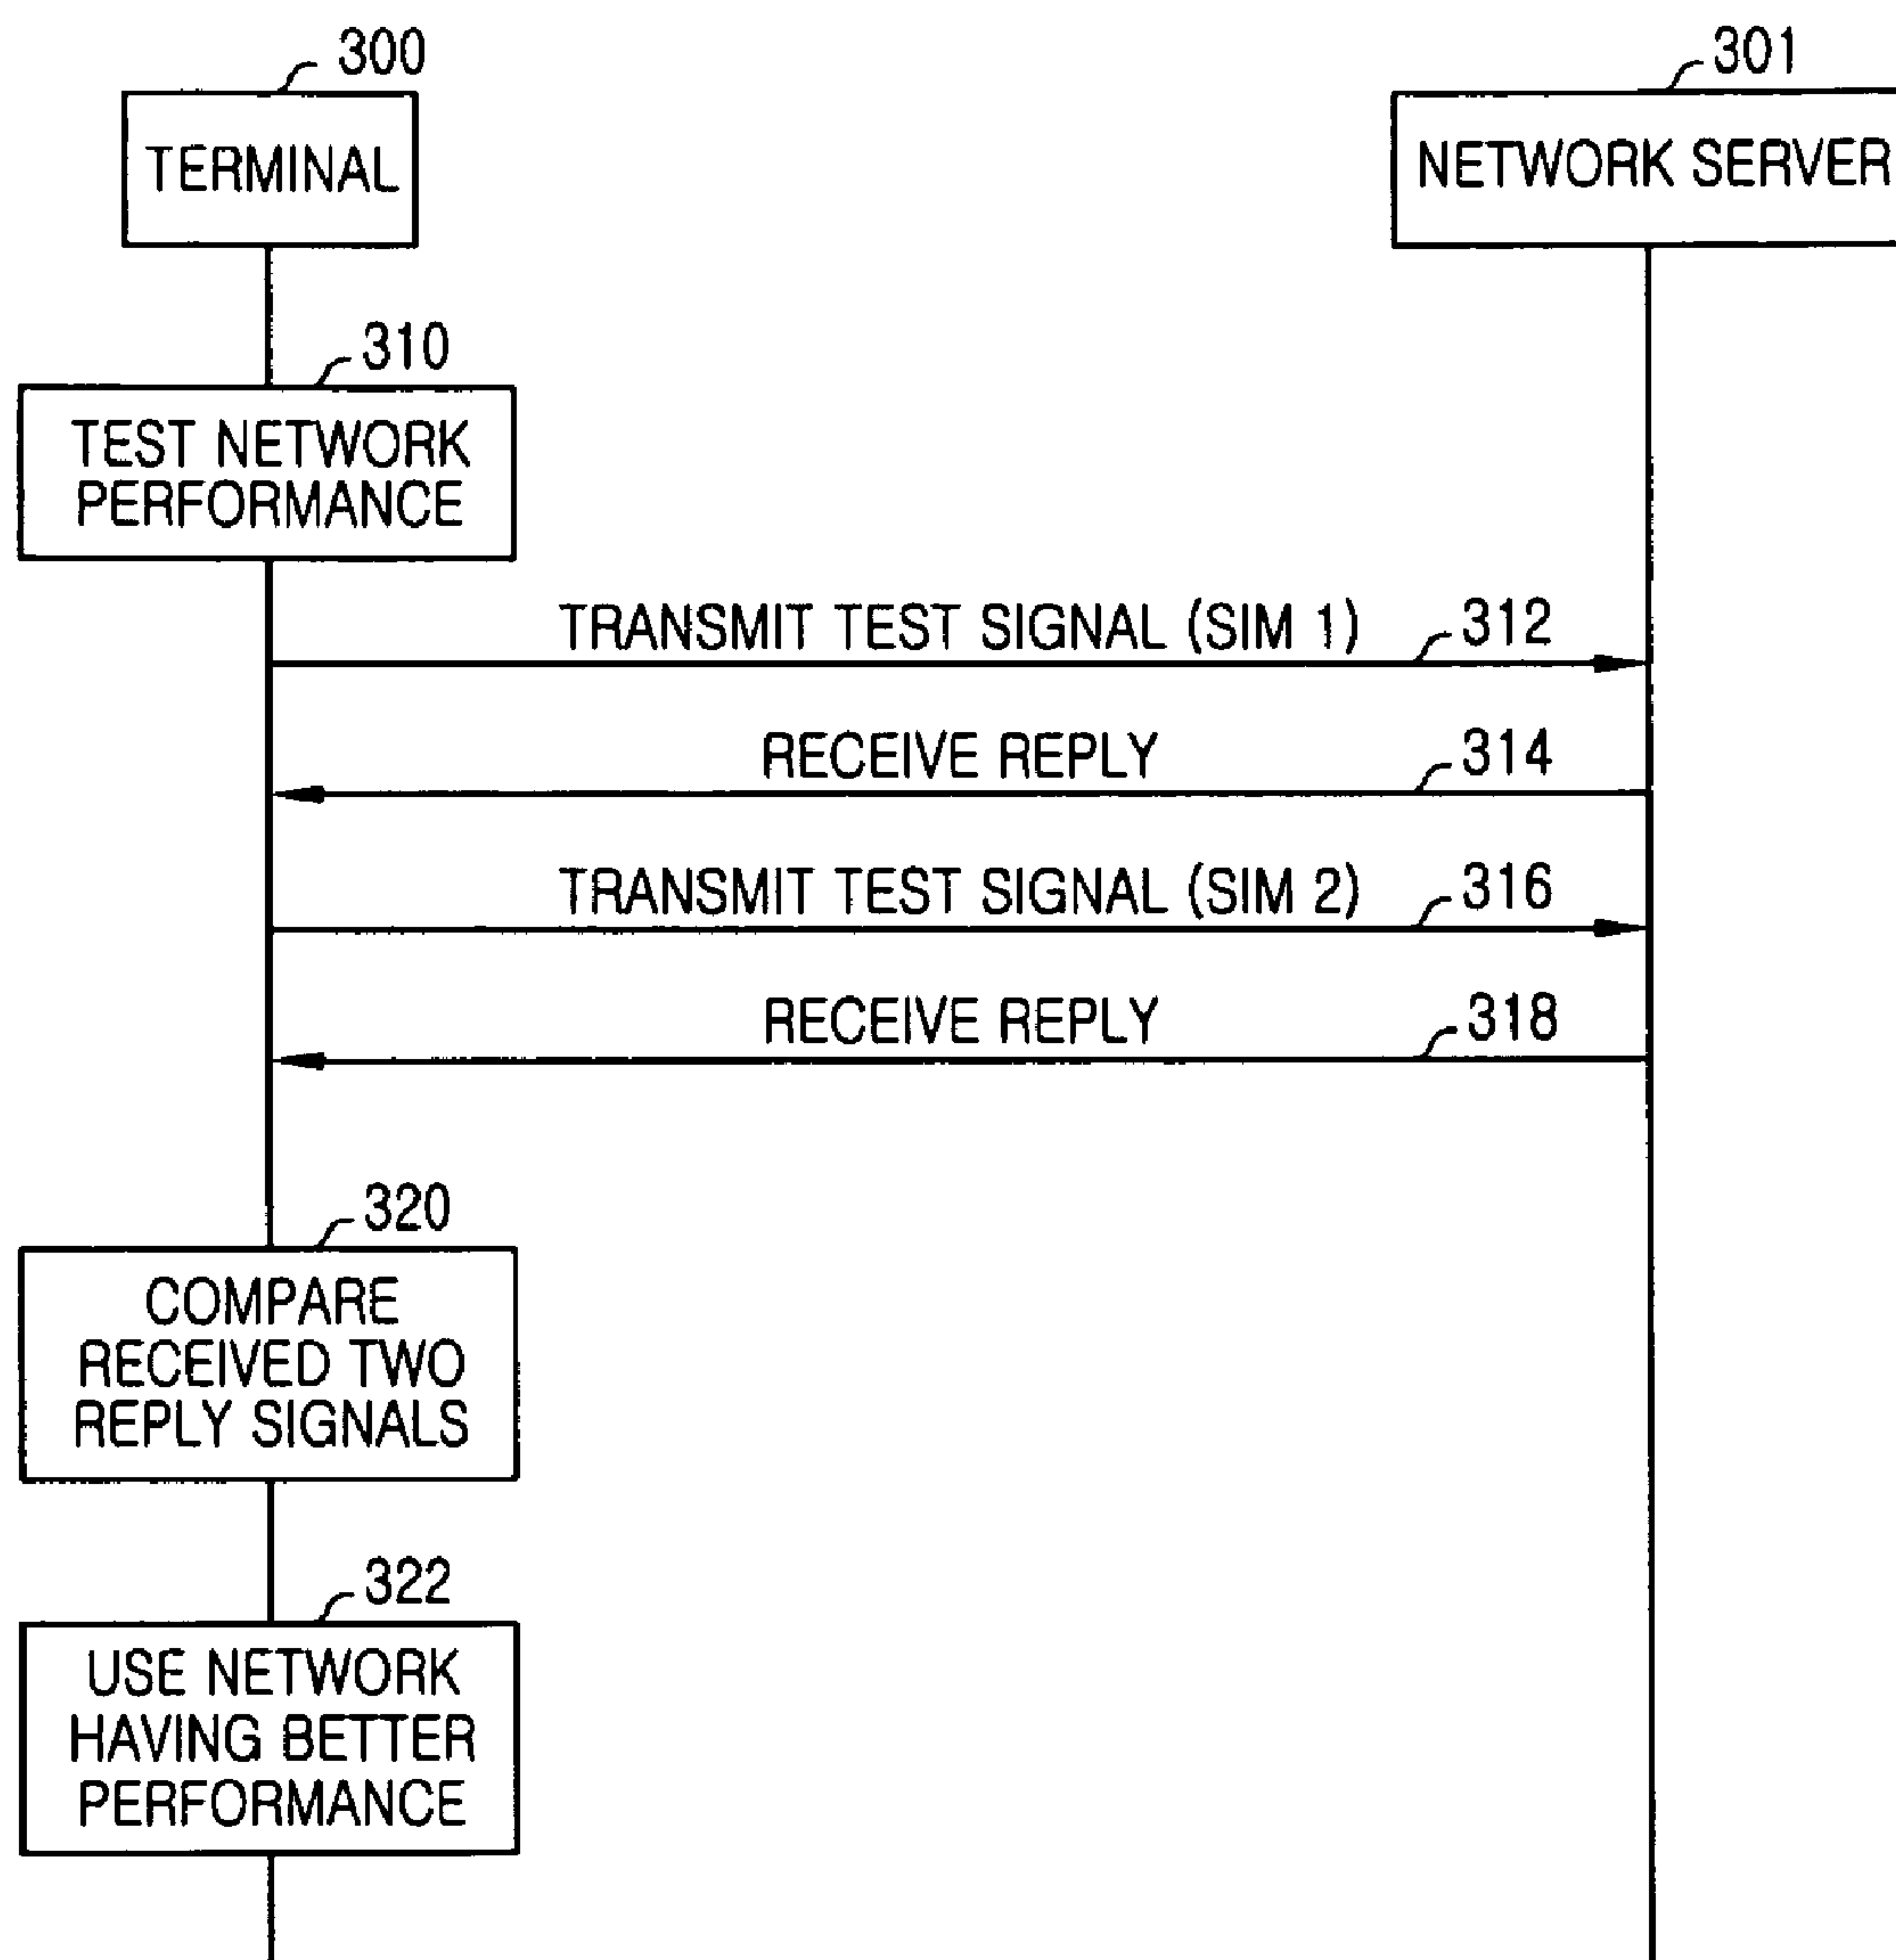 300
301
TERMINAL
NETWORK SERVER
310
TEST NETWORK
PERFORMANCE
TRANSMIT TEST SIGNAL (SIM 1)
312
RECEIVE REPLY
314
TRANSMIT TEST SIGNAL (SIM 2)
316
RECEIVE REPLY
318
320
COMPARE
RECEIVED TWO
REPLY SIGNALS
322
USE NETWORK
HAVING BETTER
PERFORMANCE